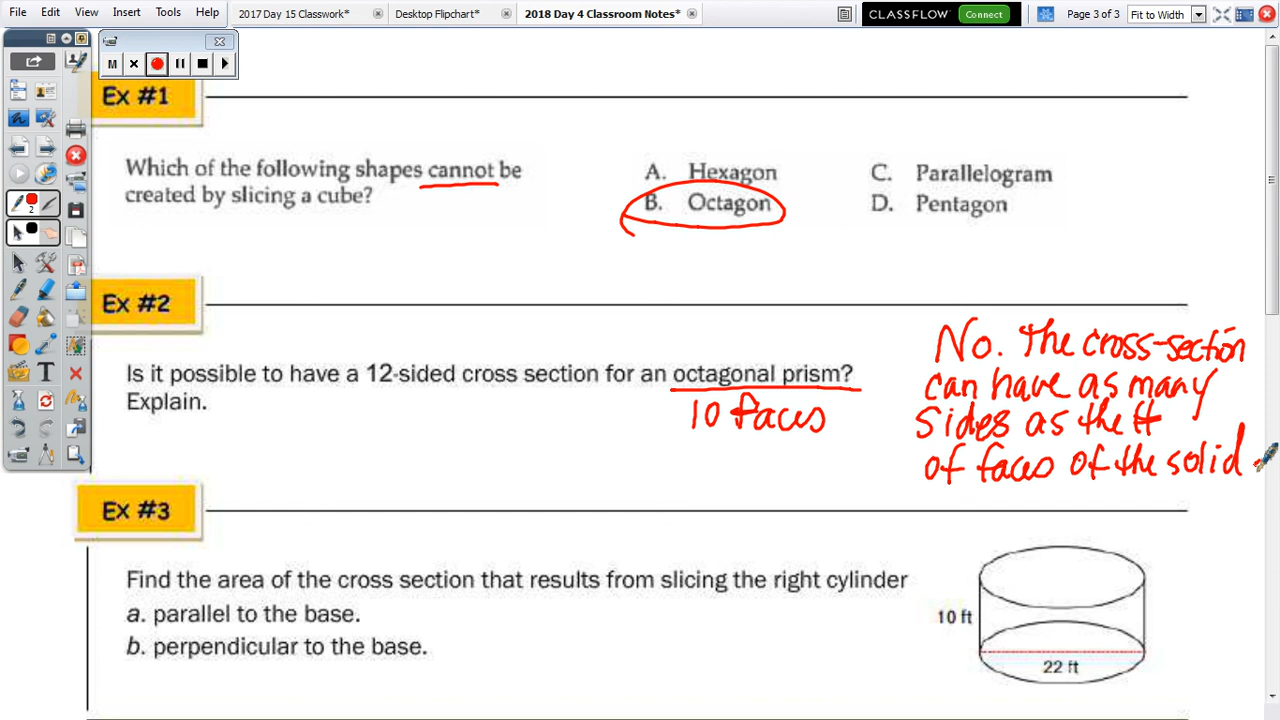 File Edit View Insert Tools Help
2017 Day 15 Classwork*
Desktop Flipchart*
2018 Day 4 Classroom Notes*
CLASSFLOW Connect
Page 3 of 3
Fit to Width
M
2
T
Ex #1
Which of the following shapes cannot be
created by slicing a cube?
A. Hexagon
B. Octagon
C. Parallelogram
D. Pentagon
Ex #2
Is it possible to have a 12-sided cross section for an octagonal prism?
Explain.
10 faces
No. The cross-section
can have as many
sides as the #
of faces of the solid
Ex #3
Find the area of the cross section that results from slicing the right cylinder
a. parallel to the base.
b. perpendicular to the base.
10 ft
22 ft